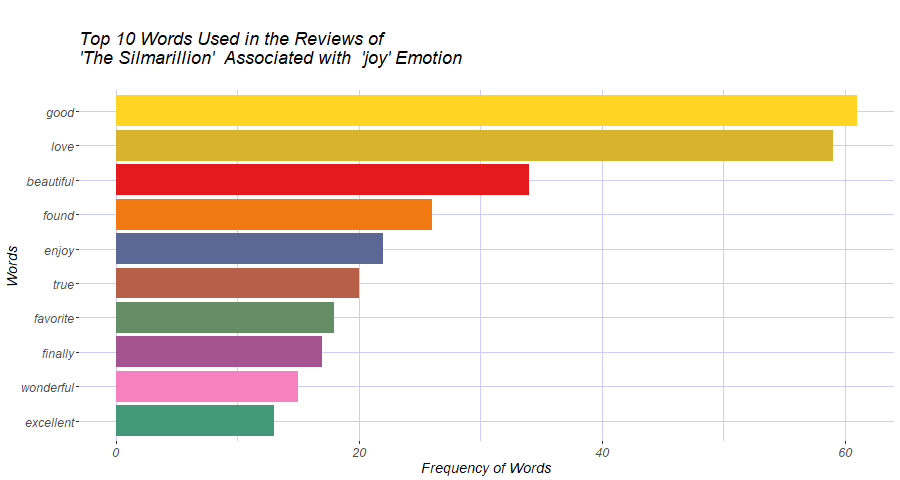 Top 10 Words Used in the Reviews of
'The Silmarillion'  Associated with  'joy' Emotion
good
love
beautiful
found
enjoy
true
favorite
finally
wonderful
excellent
Words
0 20 40 60
Frequency of Words